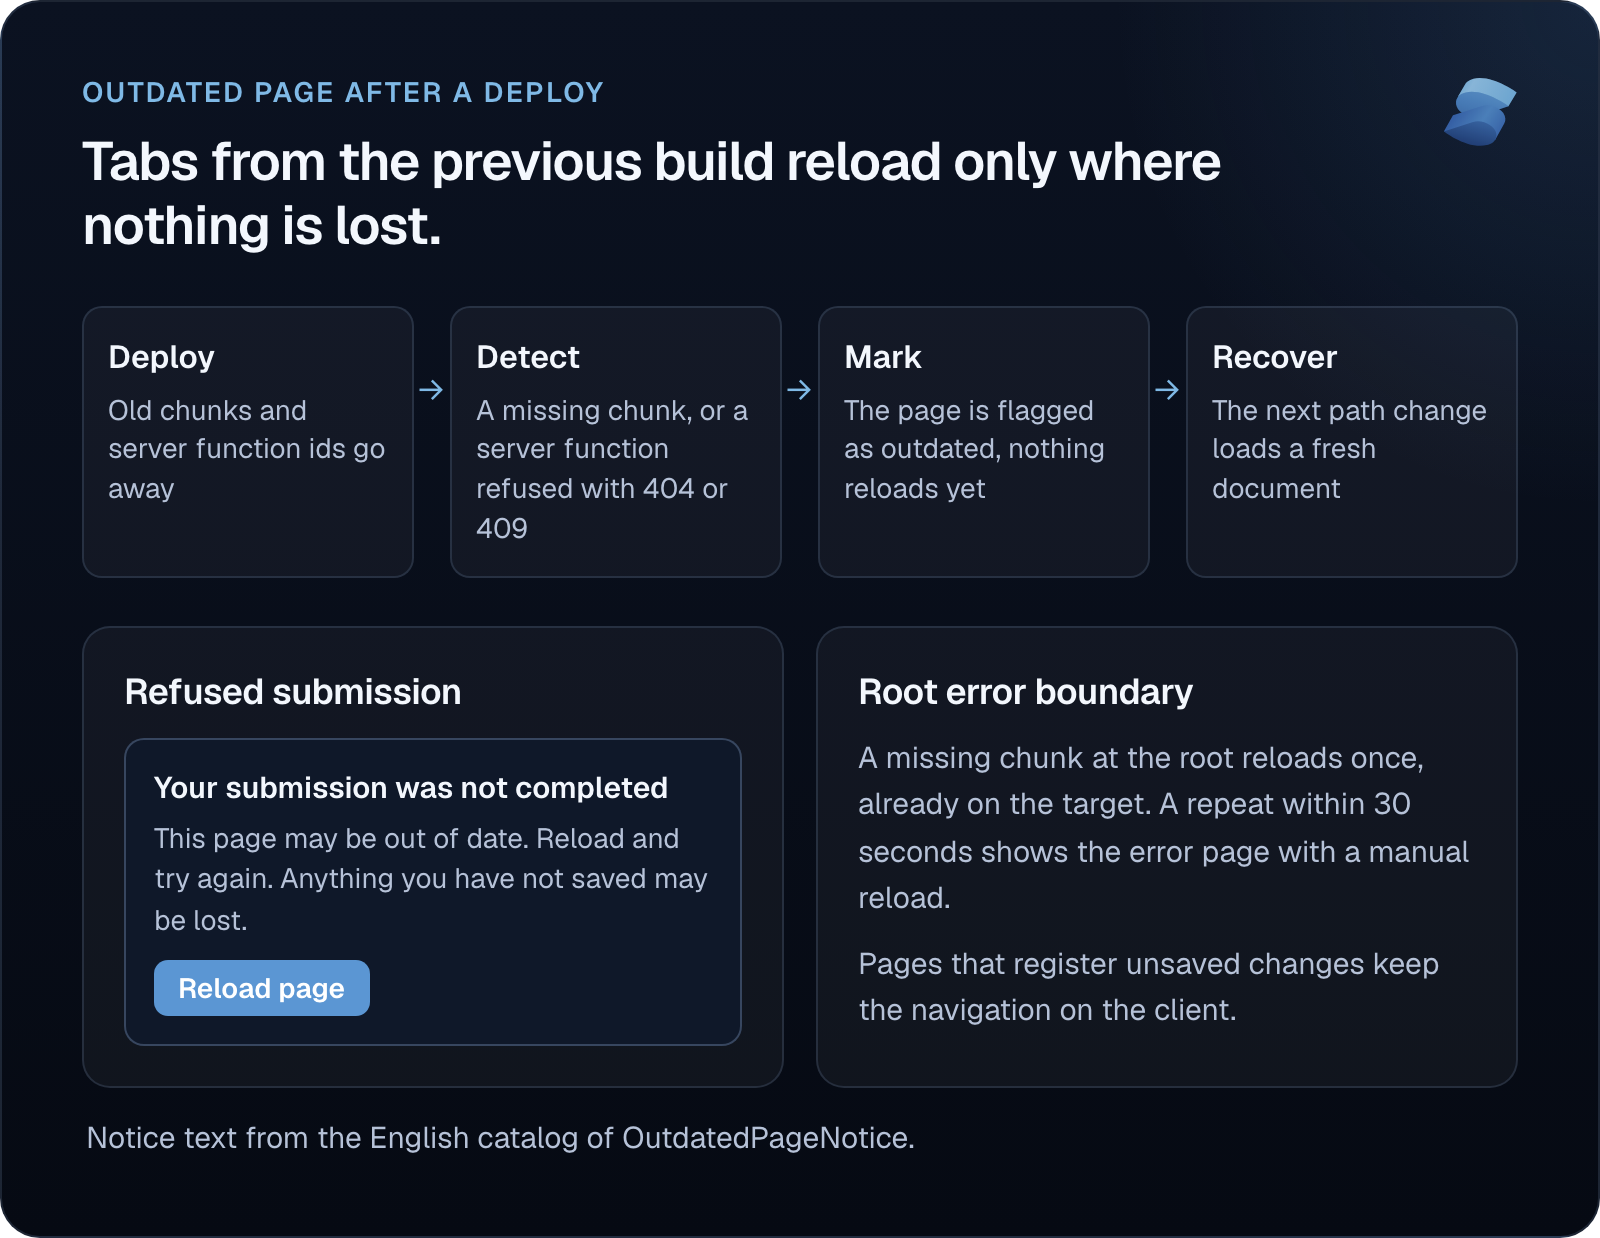 OUTDATED PAGE AFTER A DEPLOY
Tabs from the previous build reload only where
nothing is lost.
Deploy
Old chunks and
server function ids go
away
→
Detect
A missing chunk, or a
server function
refused with 404 or
409
→
Mark
The page is flagged
as outdated, nothing
reloads yet
→
Recover
The next path change
loads a fresh
document
Refused submission
Your submission was not completed
This page may be out of date. Reload and
try again. Anything you have not saved may
be lost.
Reload page
Root error boundary
A missing chunk at the root reloads once,
already on the target. A repeat within 30
seconds shows the error page with a manual
reload.
Pages that register unsaved changes keep
the navigation on the client.
Notice text from the English catalog of OutdatedPageNotice.